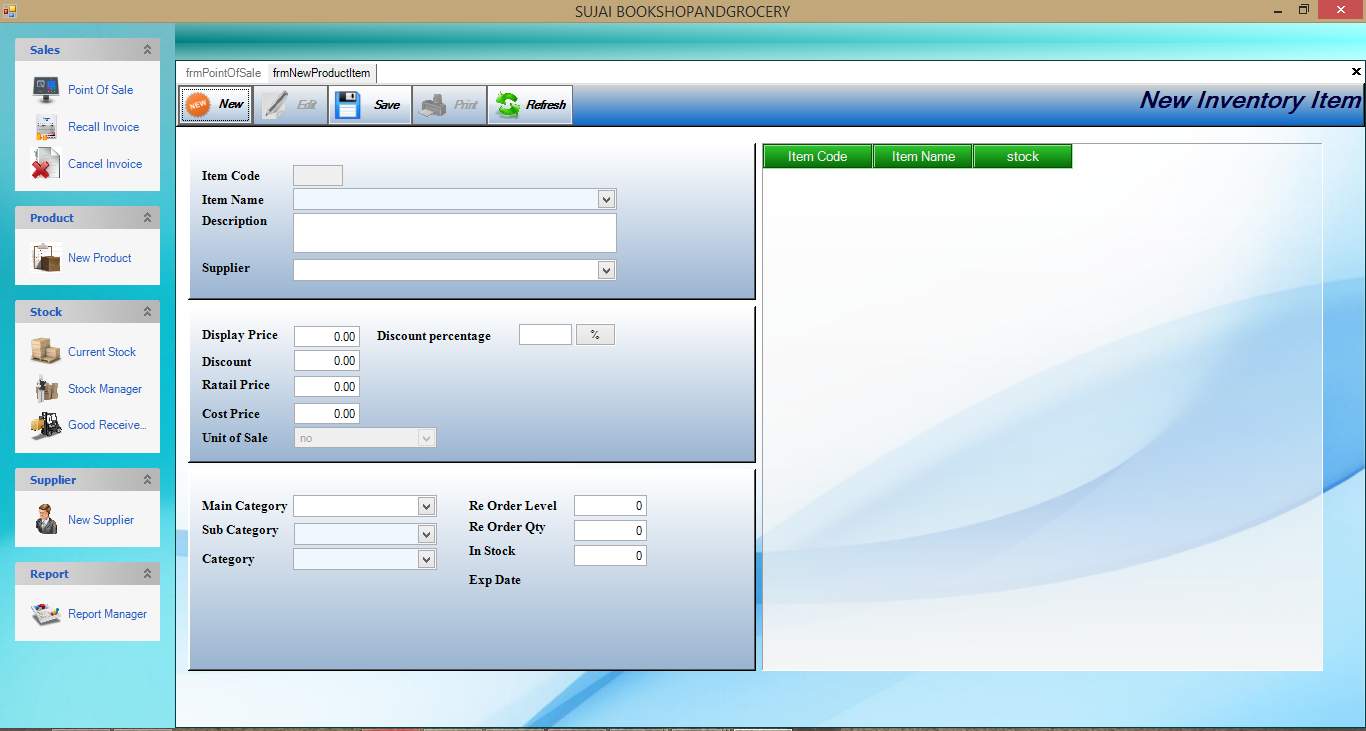 SUJAI BOOKSHOPANDGROCERY
Sales
Point Of Sale
Recall Invoice
Cancel Invoice
Product
New Product
Stock
Current Stock
Stock Manager
Good Receive...
Supplier
New Supplier
Report
Report Manager
frmPointOfSale frmNewProductItem
NEW New Edit Save Print Refresh
New Inventory Item
Item Code
Item Name
Description
Supplier
Display Price 0.00 Discount percentage %
Discount 0.00
Ratail Price 0.00
Cost Price 0.00
Unit of Sale no
Main Category Re Order Level 0
Sub Category Re Order Qty 0
Category In Stock 0
Exp Date
Item Code Item Name stock